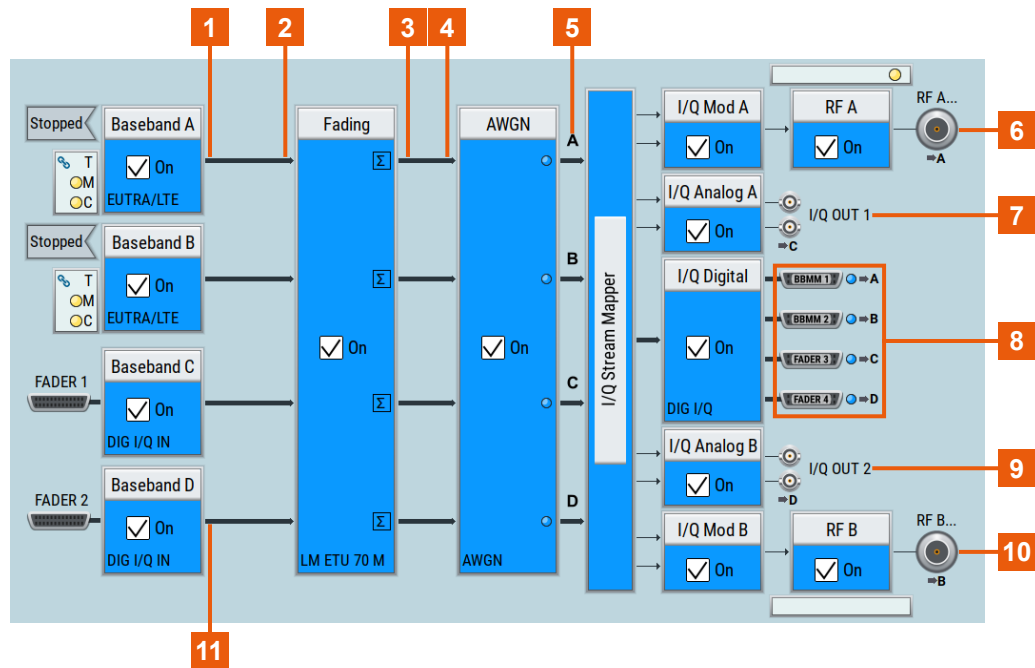 1
2
3
4
5
Stopped
Baseband A
T
M
C
On
EUTRA/LTE
Stopped
Baseband B
T
M
C
On
EUTRA/LTE
FADER 1
Baseband C
On
DIG I/Q IN
FADER 2
Baseband D
On
DIG I/Q IN
11
Fading
Σ
Σ
On
Σ
Σ
LM ETU 70 M
AWGN
On
AWGN
A
B
C
D
I/Q Stream Mapper
I/Q Mod A
On
RF A
On
RF A...
➡A
6
I/Q Analog A
On
➡C
I/Q OUT 1
7
I/Q Digital
On
DIG I/Q
BBMM 1 ➡A
BBMM 2 ➡B
FADER 3 ➡C
FADER 4 ➡D
8
I/Q Analog B
On
➡D
I/Q OUT 2
9
I/Q Mod B
On
RF B
On
RF B...
➡B
10